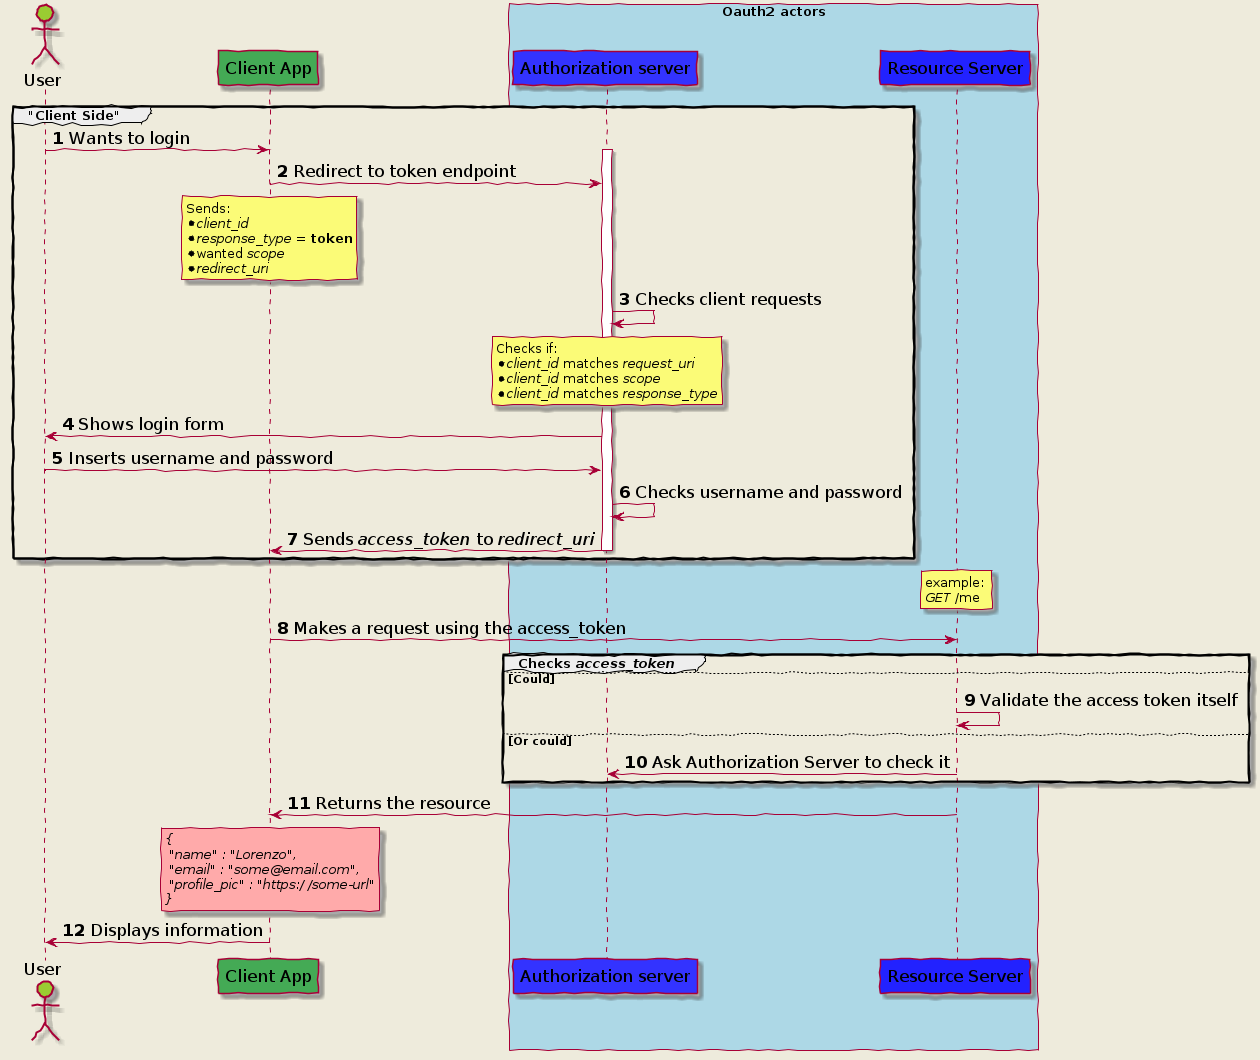 Oauth2 actors
User
Client App
Authorization server
Resource Server
"Client Side"
1 Wants to login
2 Redirect to token endpoint
Sends:
• client_id
• response_type = token
• wanted scope
• redirect_uri
3 Checks client requests
Checks if:
• client_id matches request_uri
• client_id matches scope
• client_id matches response_type
4 Shows login form
5 Inserts username and password
6 Checks username and password
7 Sends access_token to redirect_uri
example:
GET /me
8 Makes a request using the access_token
Checks access_token
[Could]
9 Validate the access token itself
[Or could]
10 Ask Authorization Server to check it
11 Returns the resource
{
"name" : "Lorenzo",
"email" : "some@email.com",
"profile_pic" : "https://some-url"
}
12 Displays information
User
Client App
Authorization server
Resource Server